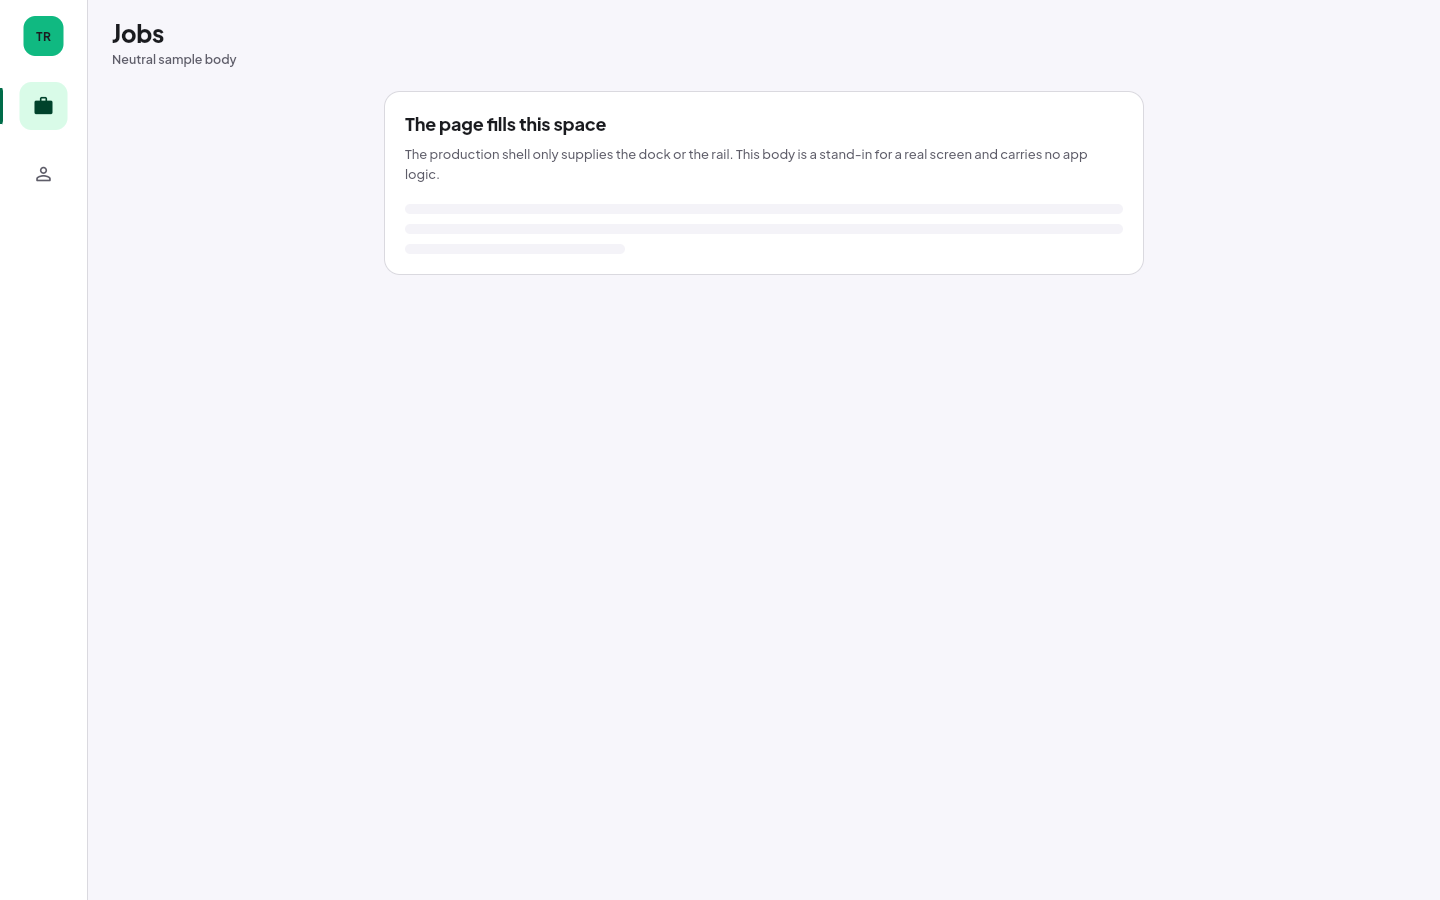 TR
Jobs
Neutral sample body
The page fills this space
The production shell only supplies the dock or the rail. This body is a stand-in for a real screen and carries no app
logic.